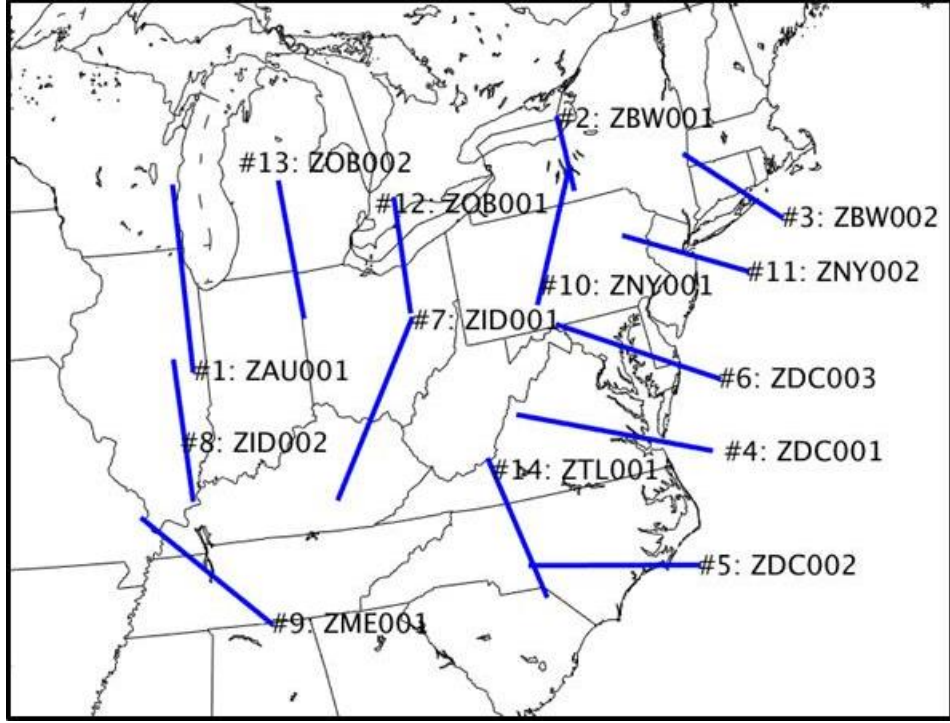 #2: ZBW001
#13: ZOB002
#12: ZOB001
#3: ZBW002
#11: ZNY002
#10: ZNY001
#7: ZID001
#1: ZAU001
#6: ZDC003
#8: ZID002
#4: ZDC001
#14: ZTL001
#5: ZDC002
#9: ZME001